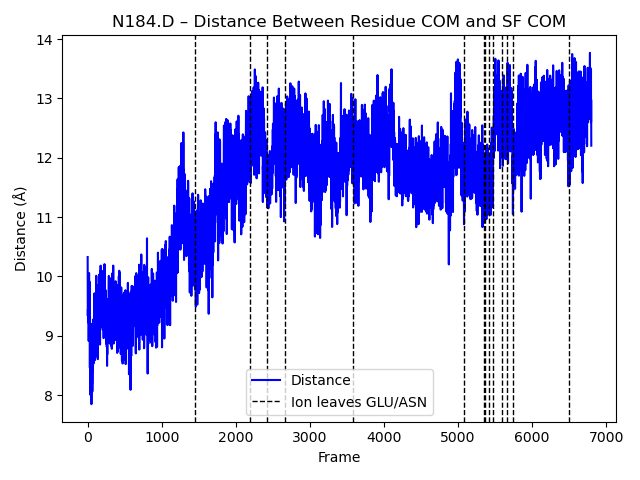 N184.D – Distance Between Residue COM and SF COM
14
13
12
11
10
9
8
Distance (Å)
Distance
Ion leaves GLU/ASN
0 1000 2000 3000 4000 5000 6000 7000
Frame